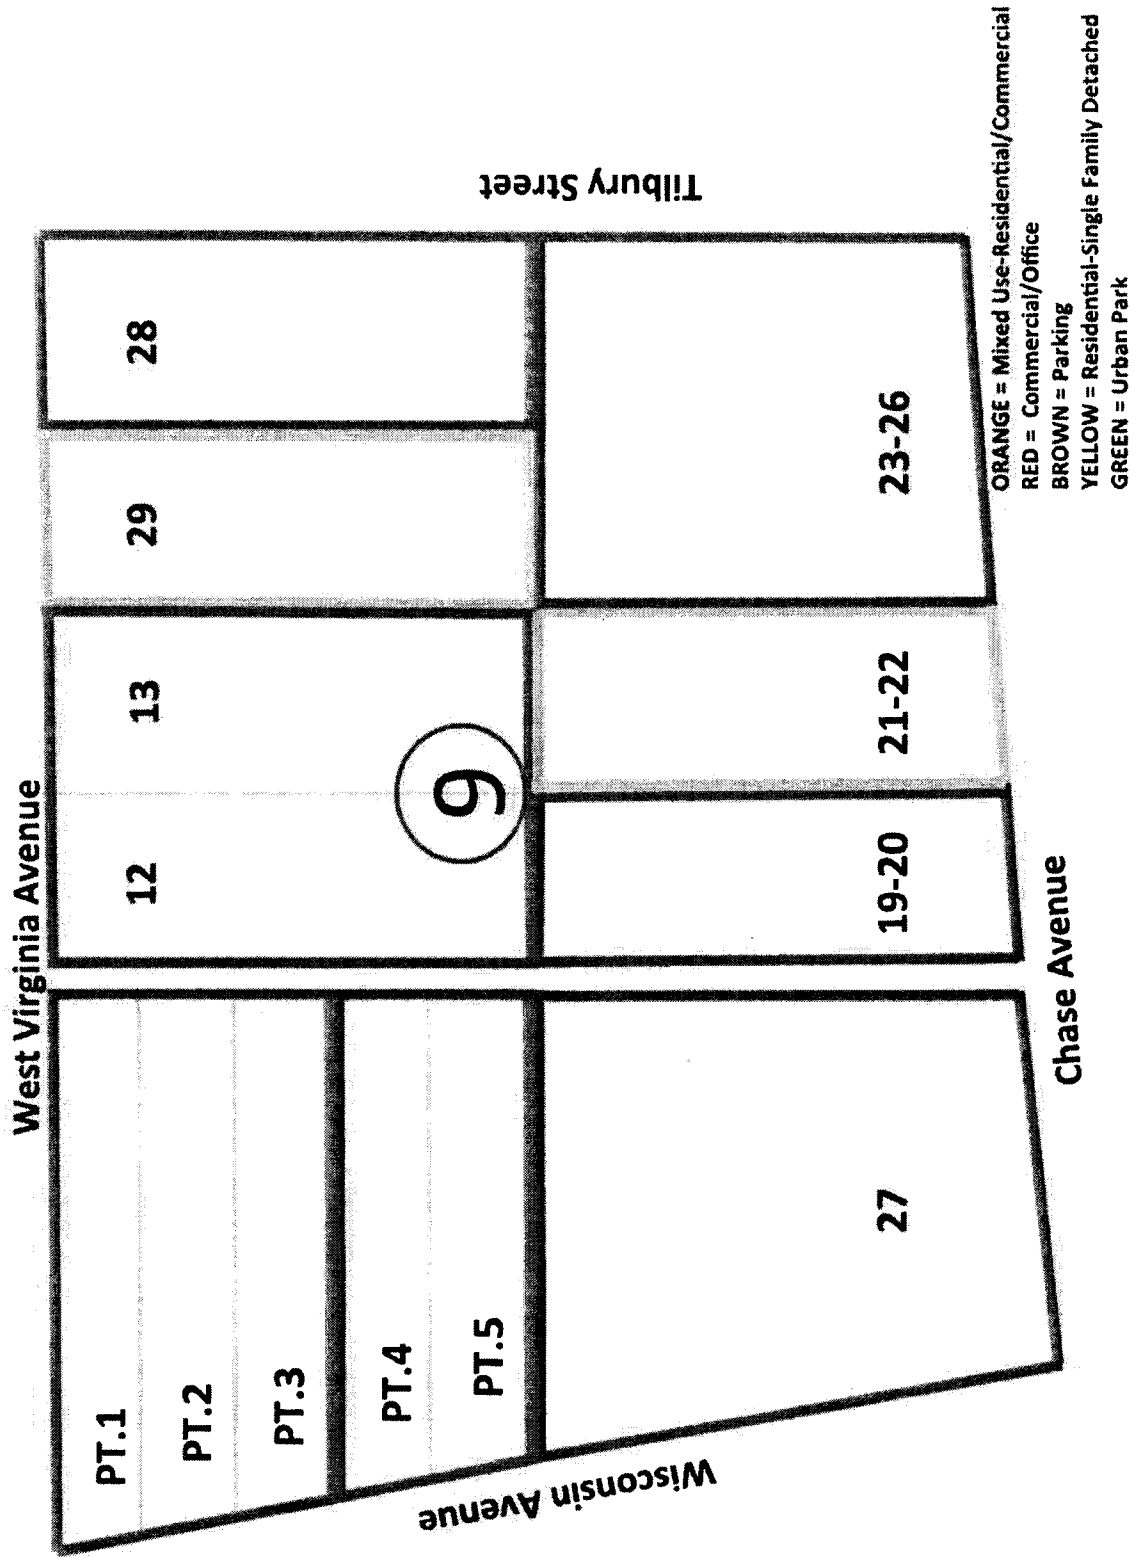 West Virginia Avenue
PT.1
PT.2
PT.3
PT.4
PT.5
12
13
29
28
9
27
19-20
21-22
23-26
Wisconsin Avenue
Chase Avenue
Tilbury Street
ORANGE = Mixed Use-Residential/Commercial
RED = Commercial/Office
BROWN = Parking
YELLOW = Residential-Single Family Detached
GREEN = Urban Park